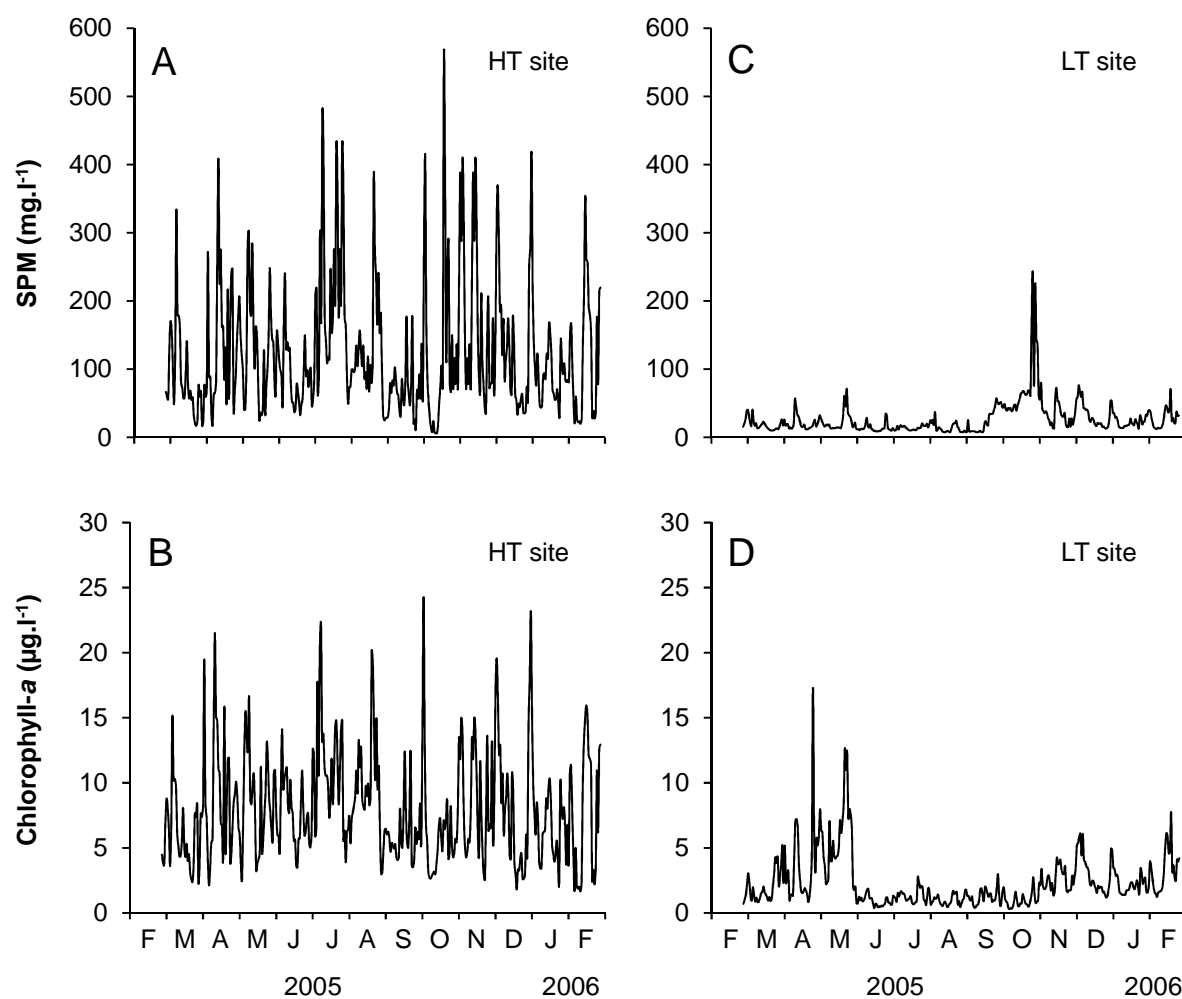 600
500
400
300
200
100
0
SPM (mg.l-1)
A
HT site
600
500
400
300
200
100
0
C
LT site
30
25
20
15
10
5
0
Chlorophyll-a (µg.l-1)
B
HT site
F M A M J J A S O N D J F
2005 2006
30
25
20
15
10
5
0
D
LT site
F M A M J J A S O N D J F
2005 2006